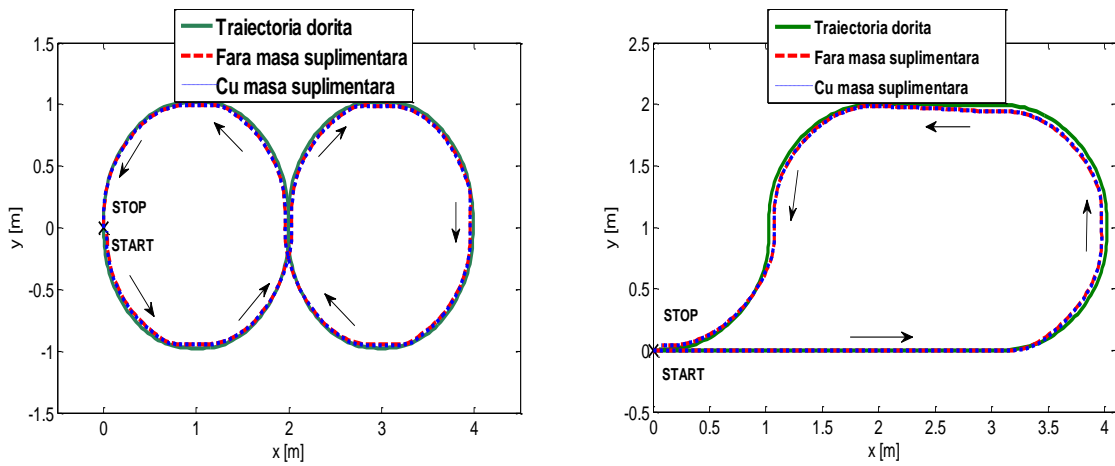 Traiectoria dorita
Fara masa suplimentara
Cu masa suplimentara
1.5
1
0.5
0
-0.5
-1
-1.5
y [m]
STOP
START
0
1
2
3
4
x [m]
Traiectoria dorita
Fara masa suplimentara
Cu masa suplimentara
2.5
2
1.5
1
0.5
0
-0.5
y [m]
STOP
START
0
0.5
1
1.5
2
2.5
3
3.5
4
x [m]